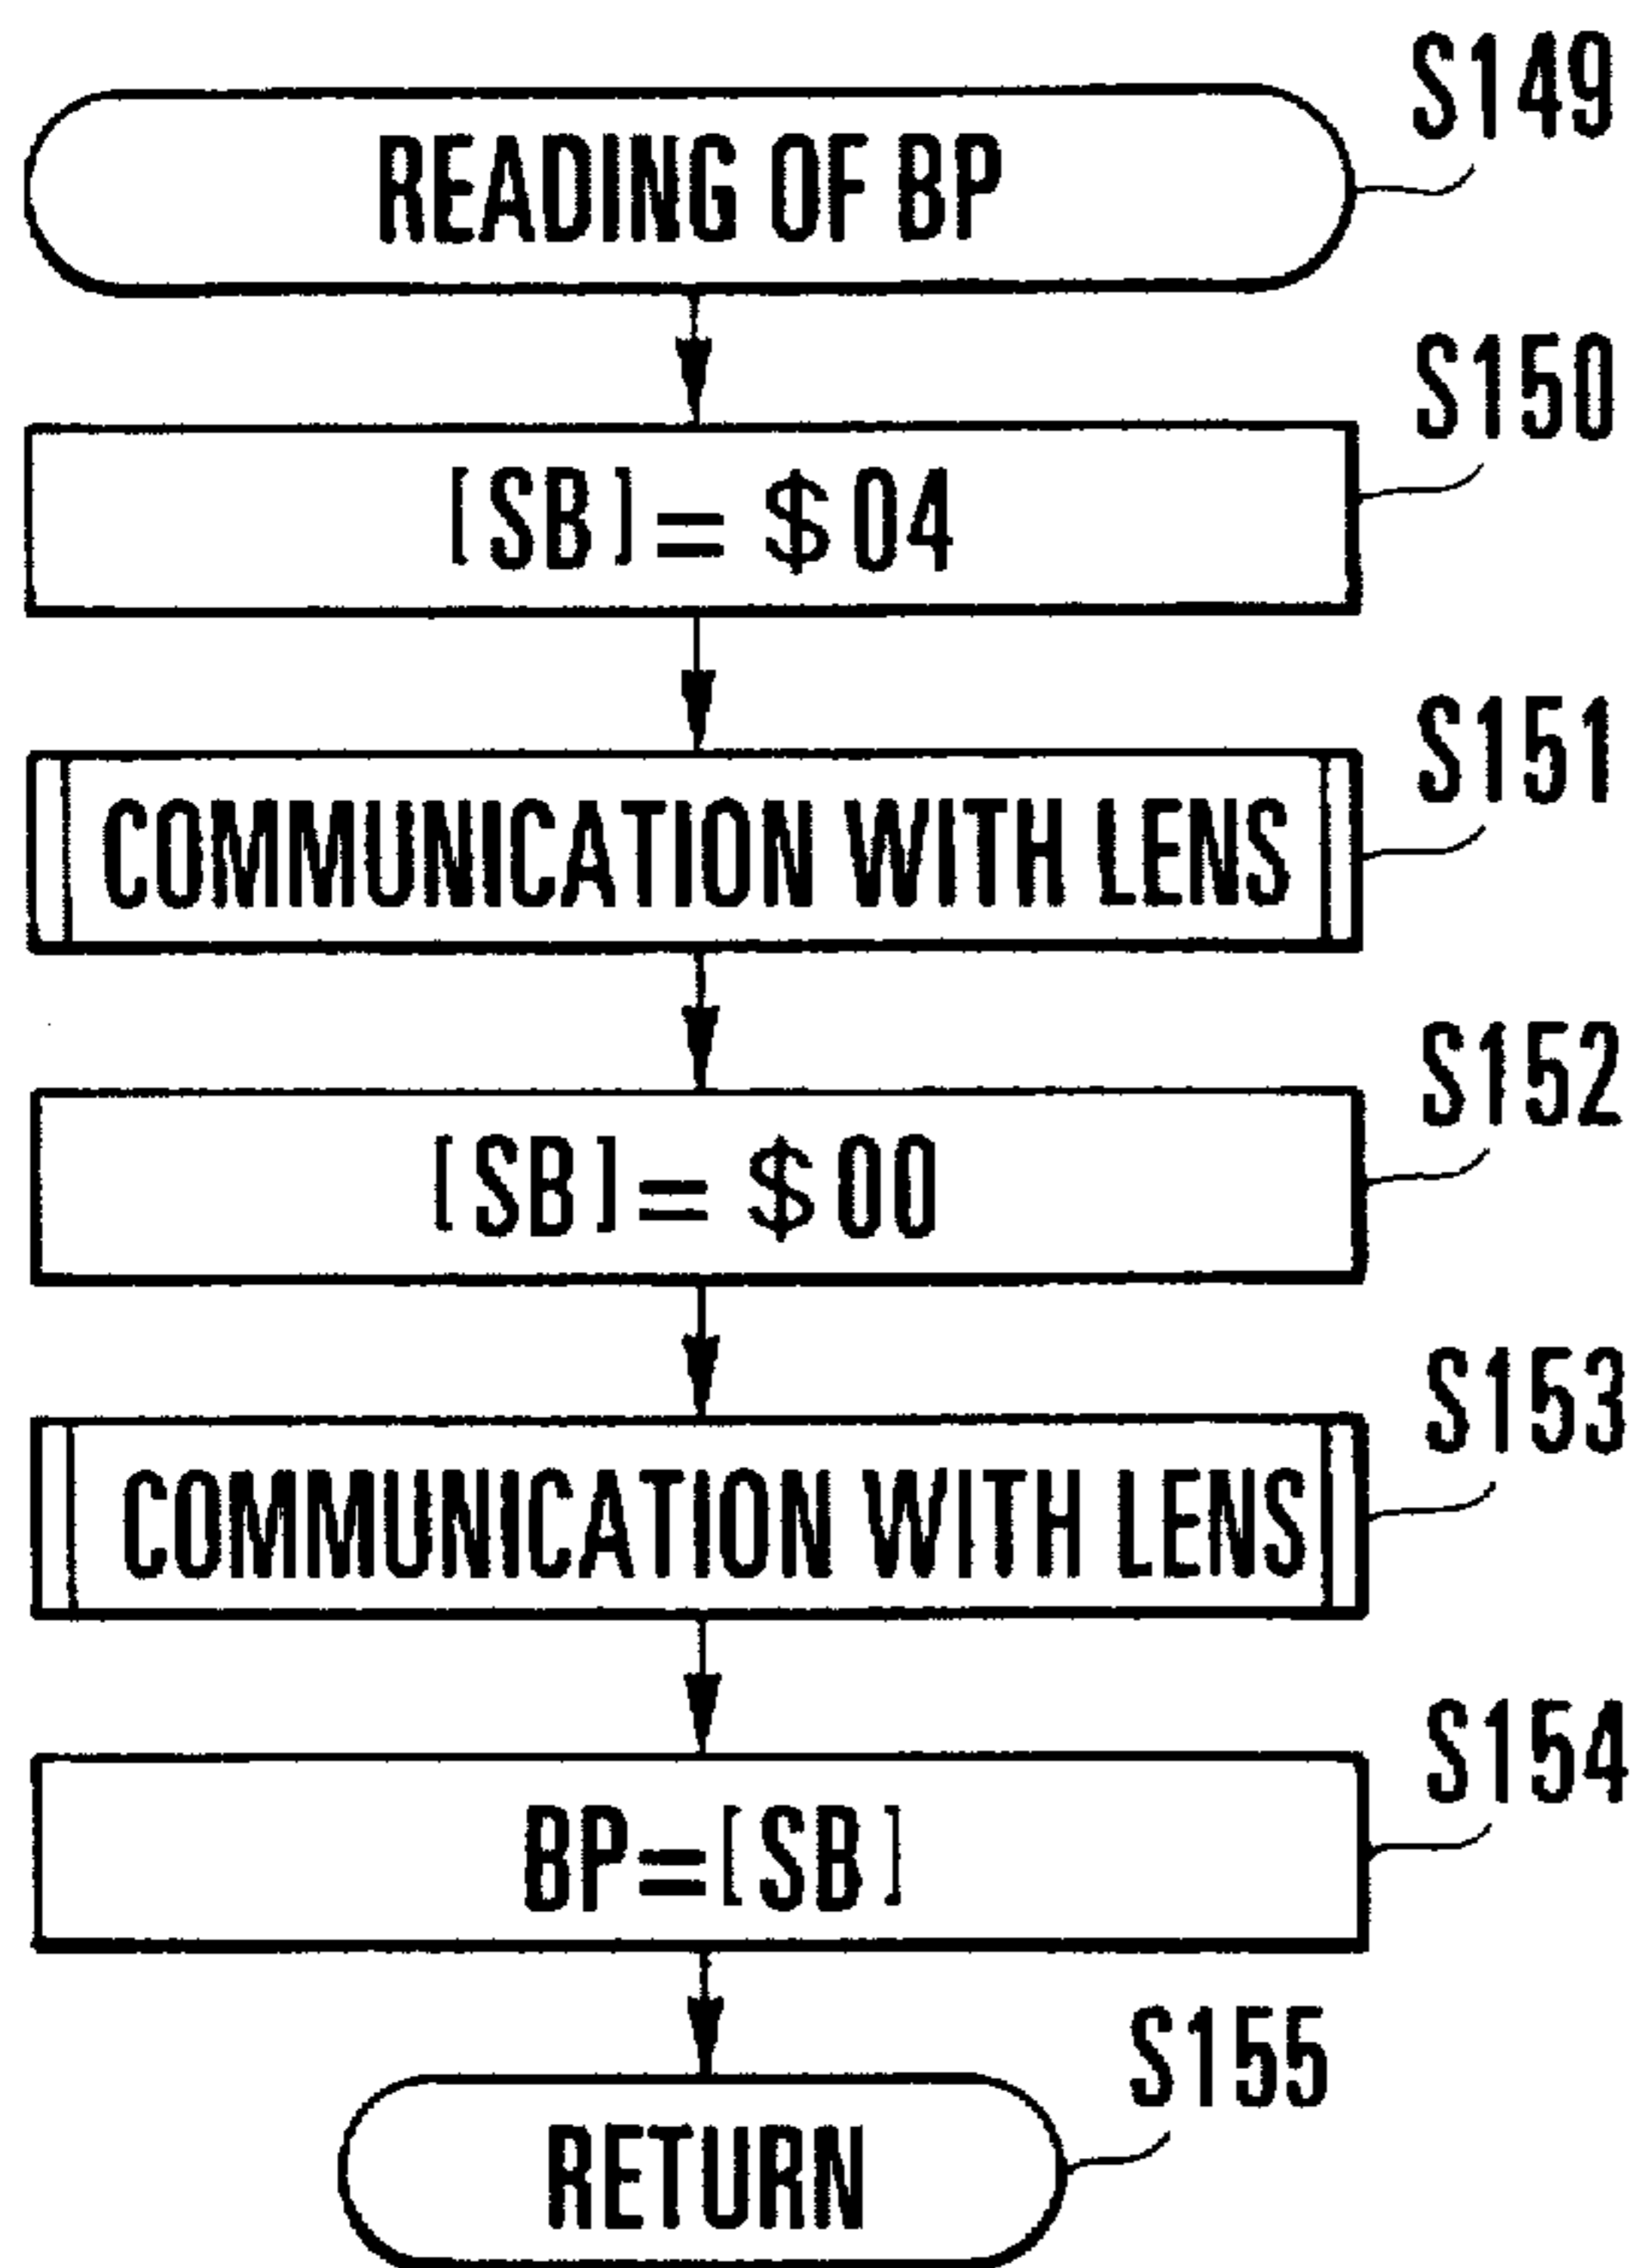 S149
READING OF BP
S150
[SB]= $04
S151
COMMUNICATION WITH LENS
S152
[SB]= $00
S153
COMMUNICATION WITH LENS
S154
BP=[SB]
S155
RETURN